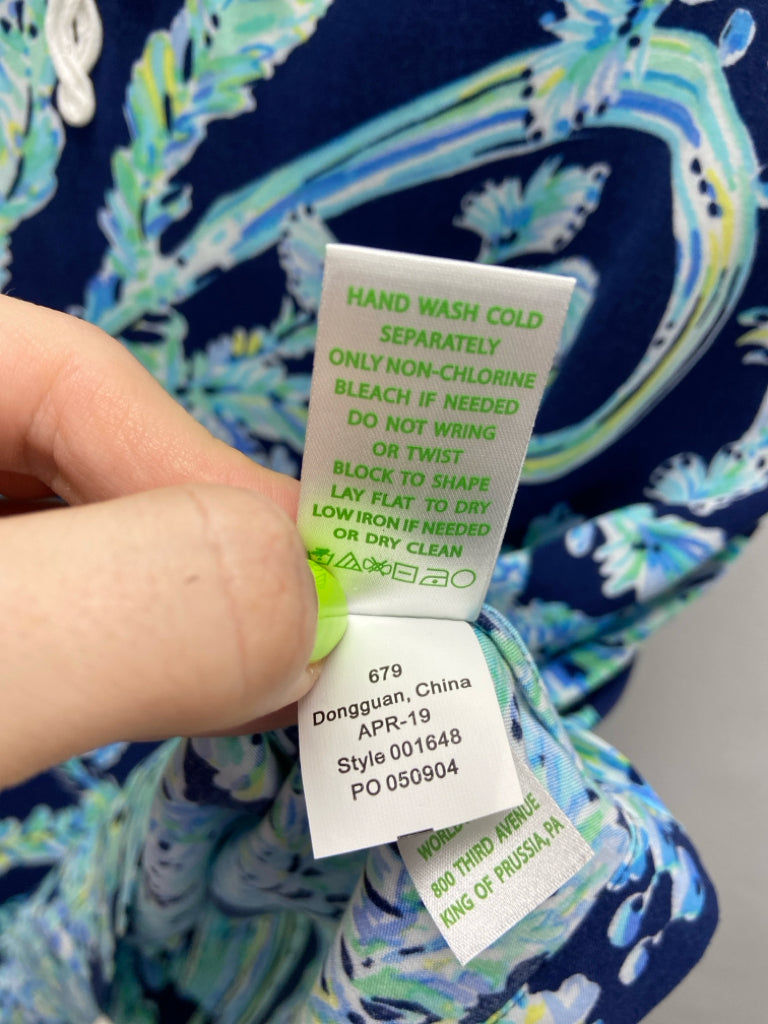 HAND WASH COLD
SEPARATELY
ONLY NON-CHLORINE
BLEACH IF NEEDED
DO NOT WRING
OR TWIST
BLOCK TO SHAPE
LAY FLAT TO DRY
LOW IRON IF NEEDED
OR DRY CLEAN
679
Dongguan, China
APR-19
Style 001648
PO 050904
WORLD
800 THIRD AVENUE
KING OF PRUSSIA, PA